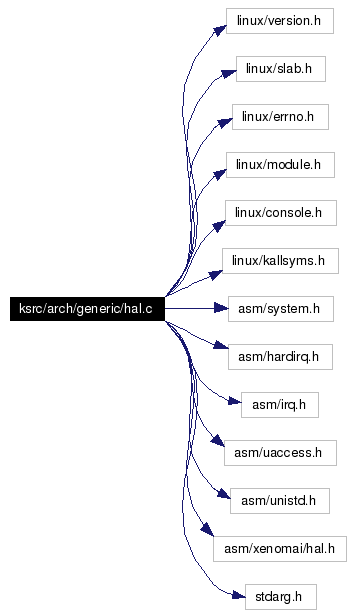 linux/version.h
linux/slab.h
linux/errno.h
linux/module.h
linux/console.h
linux/kallsyms.h
ksrc/arch/generic/hal.c
asm/system.h
asm/hardirq.h
asm/irq.h
asm/uaccess.h
asm/unistd.h
asm/xenomai/hal.h
stdarg.h